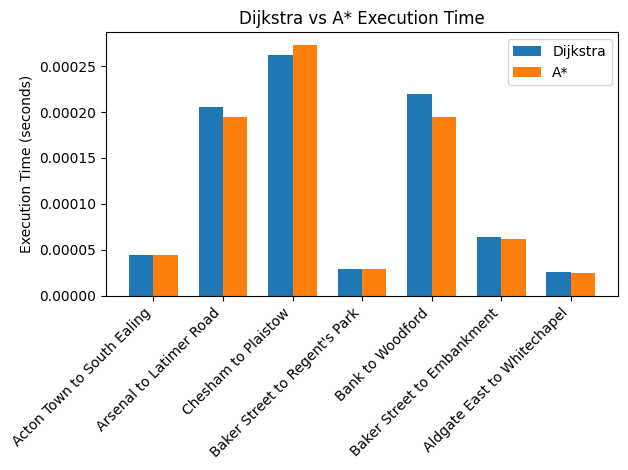 Dijkstra vs A* Execution Time
Execution Time (seconds)
0.00025
0.00020
0.00015
0.00010
0.00005
0.00000
Dijkstra
A*
Acton Town to South Ealing
Arsenal to Latimer Road
Chesham to Plaistow
Baker Street to Regent's Park
Bank to Woodford
Baker Street to Embankment
Aldgate East to Whitechapel